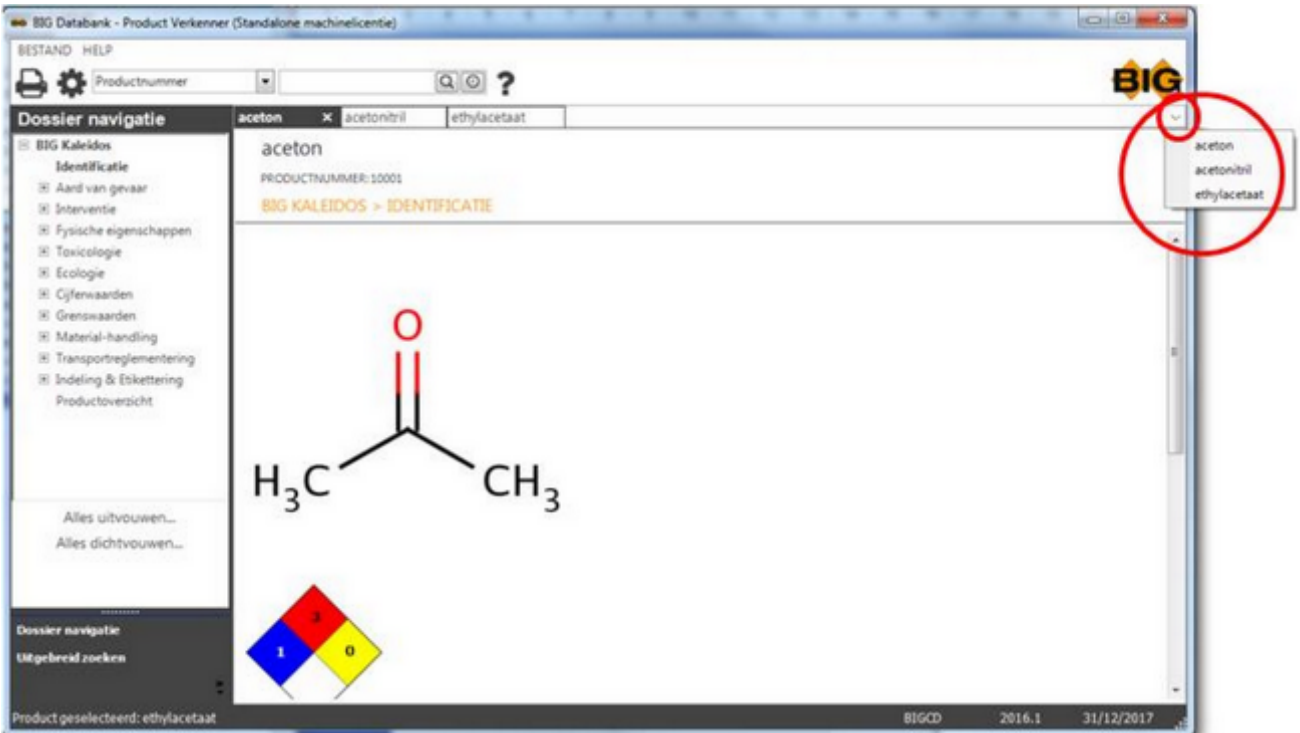 BIG Databank - Product Verkenner (Standalone machinelicentie)
BESTAND HELP
Productnummer
?
BIG
Dossier navigatie
aceton x acetonitril ethylacetaat
BIG Kaleidos
Identificatie
Aard van gevaar
Interventie
Fysische eigenschappen
Toxicologie
Ecologie
Cijferwaarden
Grenswaarden
Material-handling
Transportreglementering
Indeling & Etikettering
Productoverzicht
Alles uitvouwen...
Alles dichtvouwen...
Dossier navigatie
Uitgebreid zoeken
aceton
PRODUCTNUMMER: 10001
BIG KALEIDOS > IDENTIFICATIE
O
H3C
CH3
3
1
0
aceton
acetonitril
ethylacetaat
Product geselecteerd: ethylacetaat
BIGCD 2016.1 31/12/2017